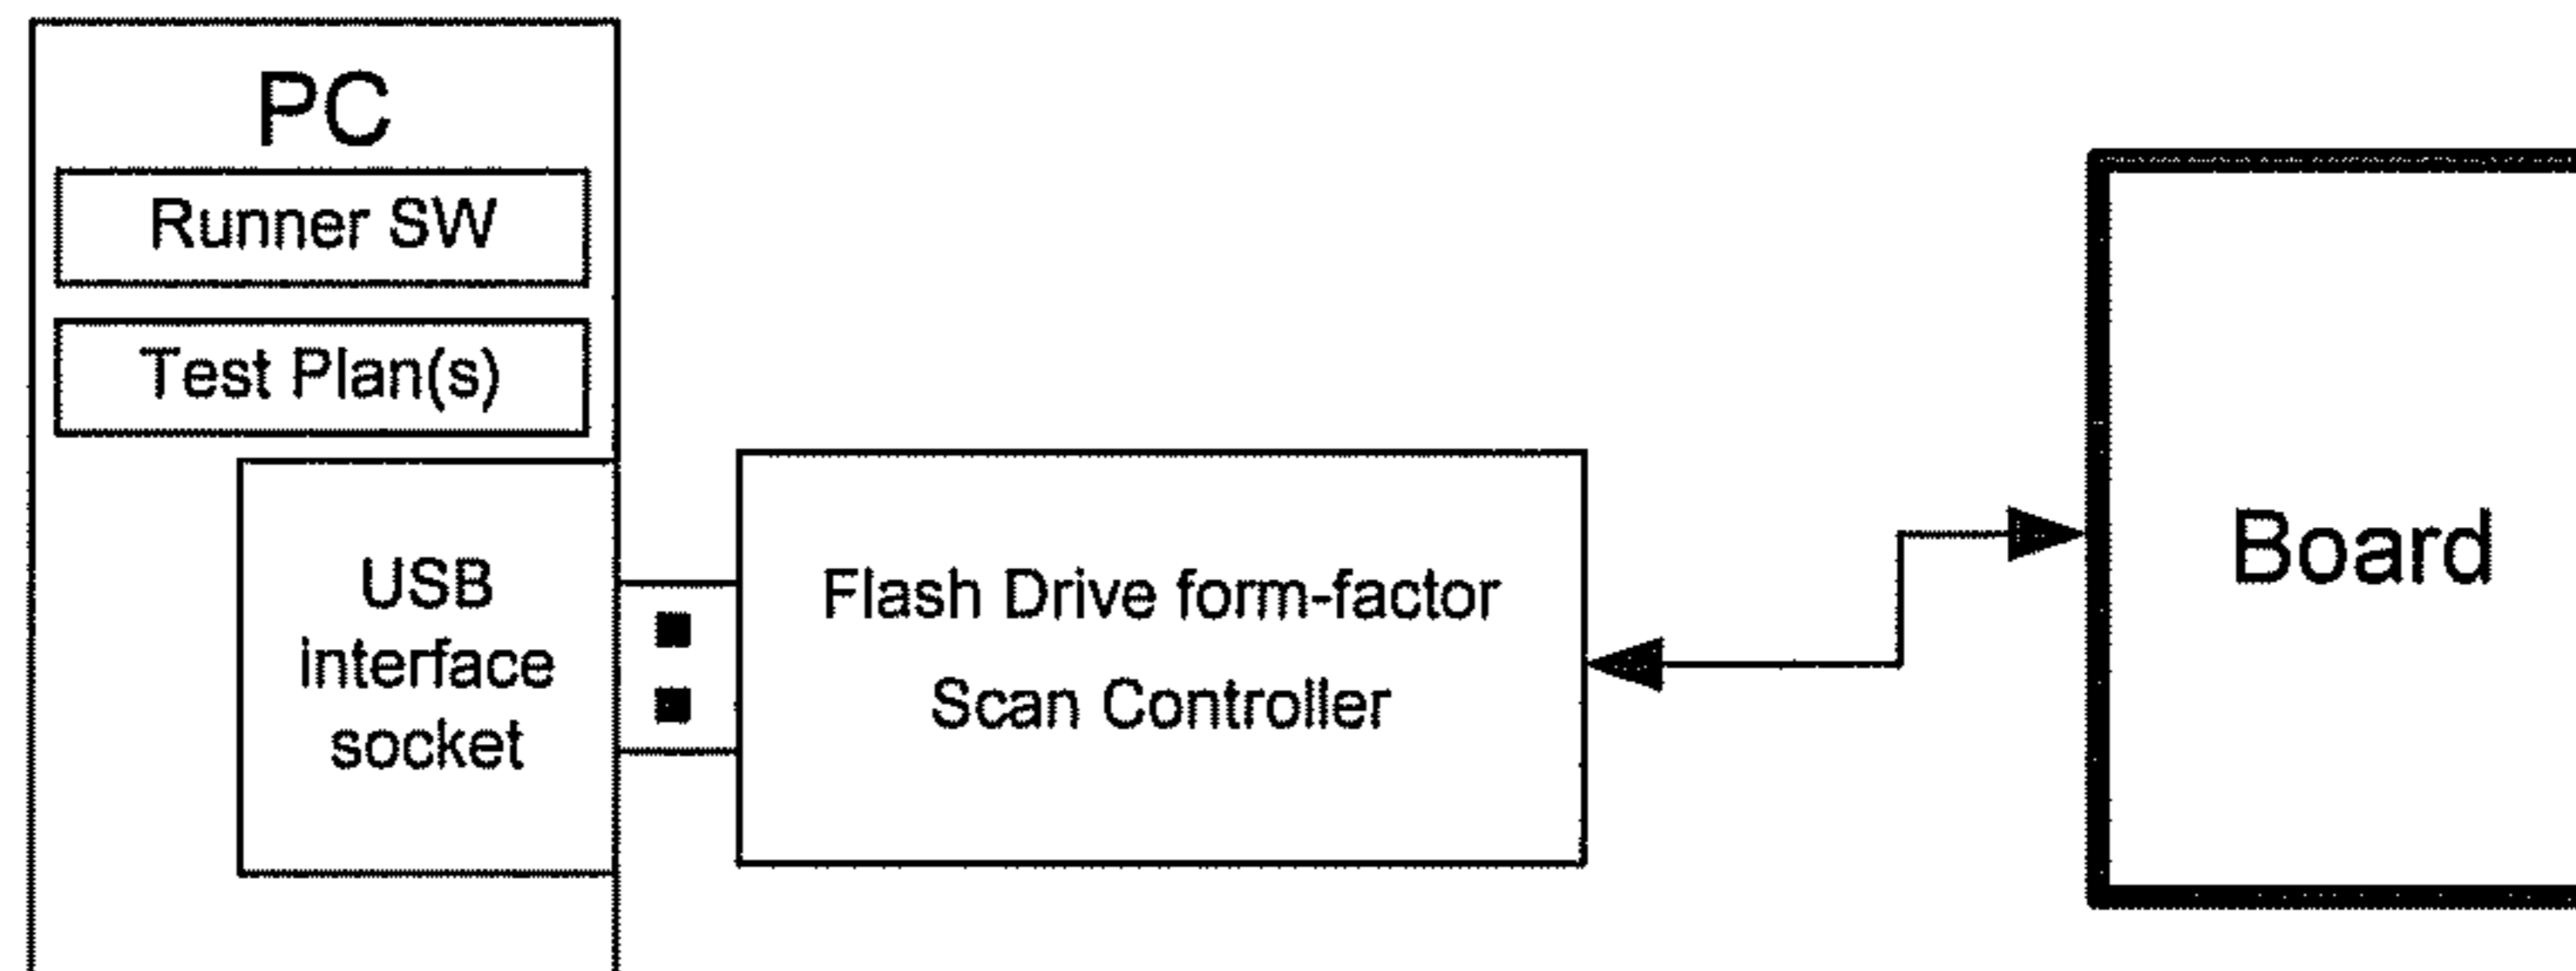 PC
Runner SW
Test Plan(s)
USB
interface
socket
Flash Drive form-factor
Scan Controller
Board